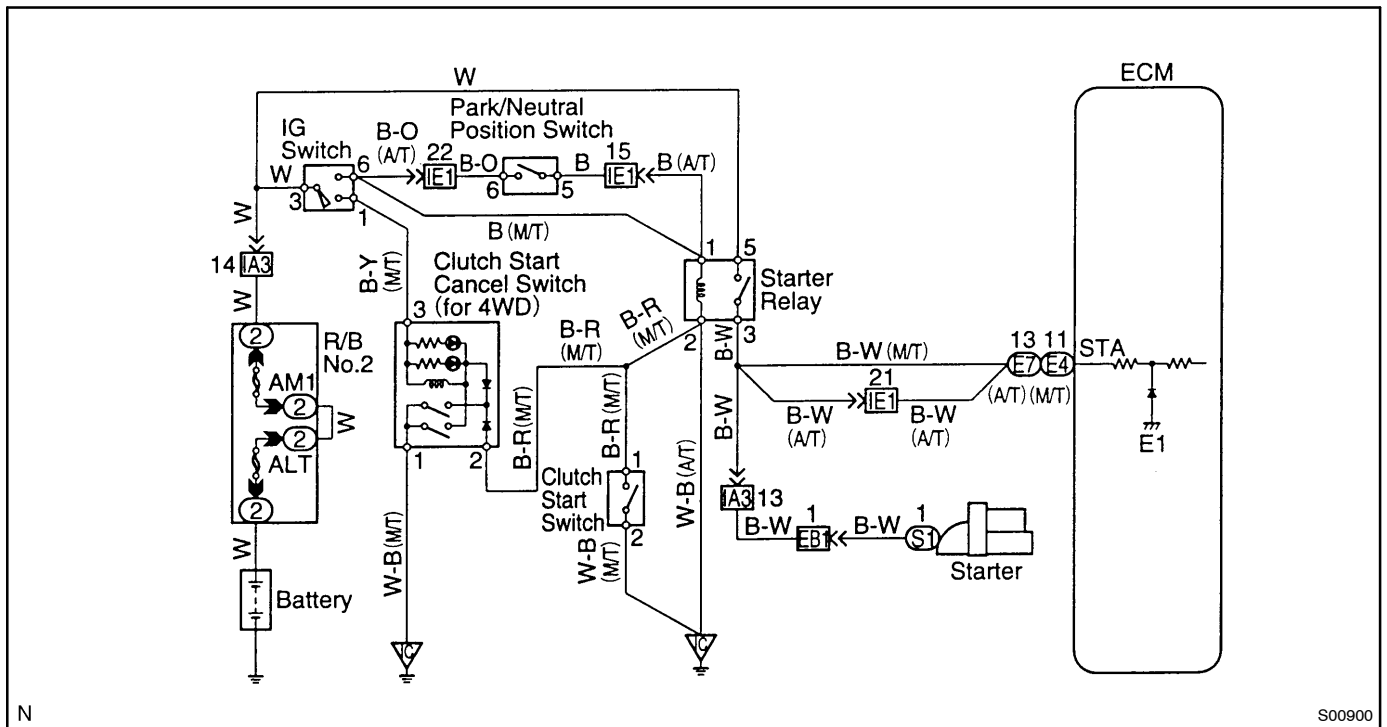 W
ECM
Park/Neutral
Position Switch
IG
Switch
B-O
(A/T)
22
B-O
B
15
B (A/T)
IE1
IE1
W
3
6
1
6
5
W
B (M/T)
14
IA3
W
B-Y
(M/T)
Clutch Start
Cancel Switch
(for 4WD)
3
1
5
Starter
Relay
2
3
B-R
(M/T)
B-R
(M/T)
B-W
B-W (M/T)
13
11
STA
E7
E4
(A/T)
(M/T)
21
IE1
B-W
(A/T)
B-W
(A/T)
E1
2
R/B
No.2
AM1
2
W
2
ALT
2
1
2
B-R (M/T)
B-R (M/T)
W-B (A/T)
B-W
Clutch
Start
Switch
1
2
IA3
13
W
W-B (M/T)
W-B
(M/T)
B-W
1
EB1
B-W
1
S1
Starter
Battery
IC
IC
N
S00900